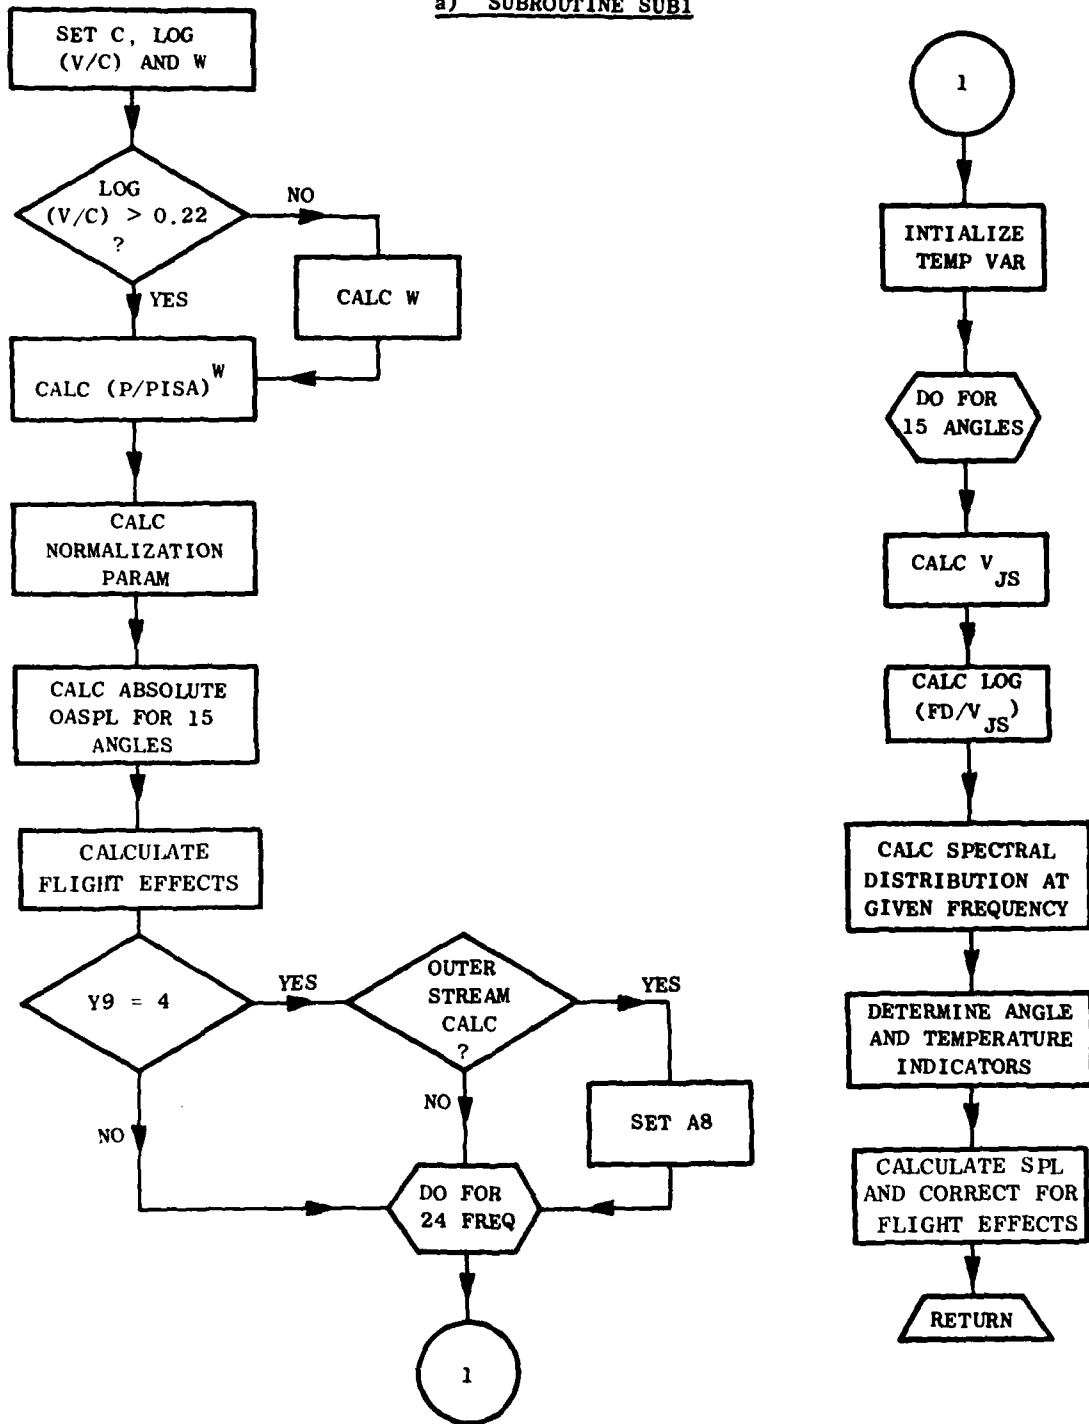 a) SUBROUTINE SUB1
SET C, LOG
(V/C) AND W
LOG
(V/C) > 0.22
?
NO
YES
CALC W
CALC (P/PISA)^W
CALC
NORMALIZATION
PARAM
CALC ABSOLUTE
OASPL FOR 15
ANGLES
CALCULATE
FLIGHT EFFECTS
Y9 = 4
YES
NO
OUTER
STREAM
CALC
?
YES
NO
SET A8
DO FOR
24 FREQ
1
1
INTIALIZE
TEMP VAR
DO FOR
15 ANGLES
CALC V_JS
CALC LOG
(FD/V_JS)
CALC SPECTRAL
DISTRIBUTION AT
GIVEN FREQUENCY
DETERMINE ANGLE
AND TEMPERATURE
INDICATORS
CALCULATE SPL
AND CORRECT FOR
FLIGHT EFFECTS
RETURN